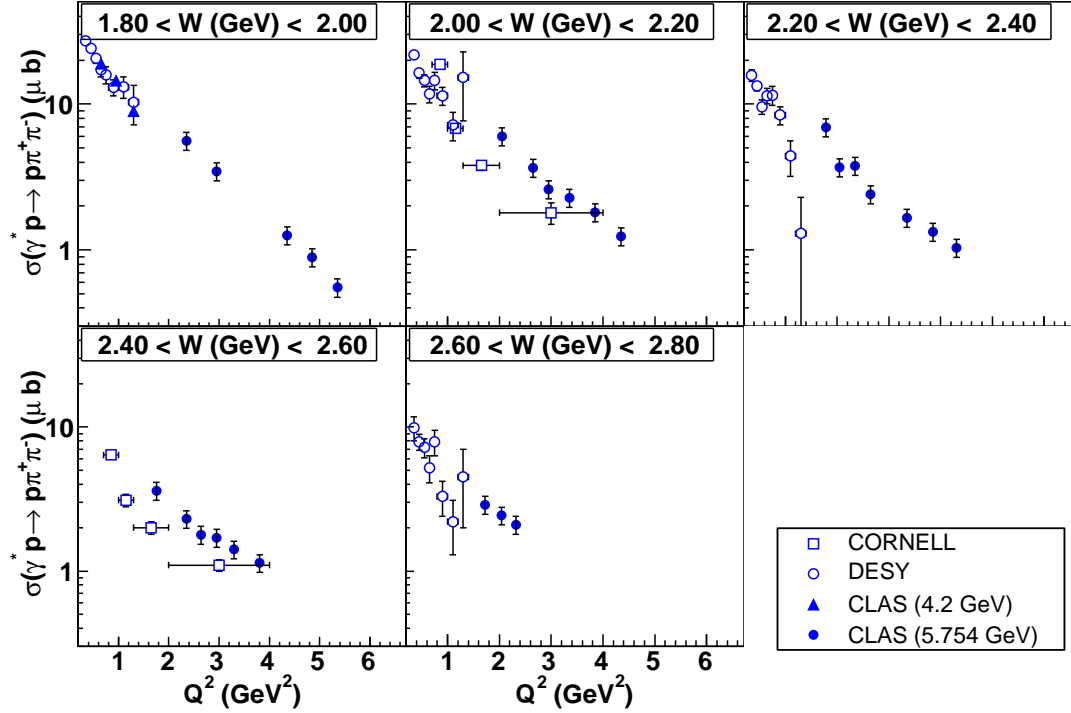 1.80 < W (GeV) < 2.00
2.00 < W (GeV) < 2.20
2.20 < W (GeV) < 2.40
σ(γ* p → pπ⁺π⁻) (μ b)
10
1
2.40 < W (GeV) < 2.60
2.60 < W (GeV) < 2.80
σ(γ* p → pπ⁺π⁻) (μ b)
10
1
1 2 3 4 5 6
1 2 3 4 5 6
Q² (GeV²)
Q² (GeV²)
CORNELL
DESY
CLAS (4.2 GeV)
CLAS (5.754 GeV)